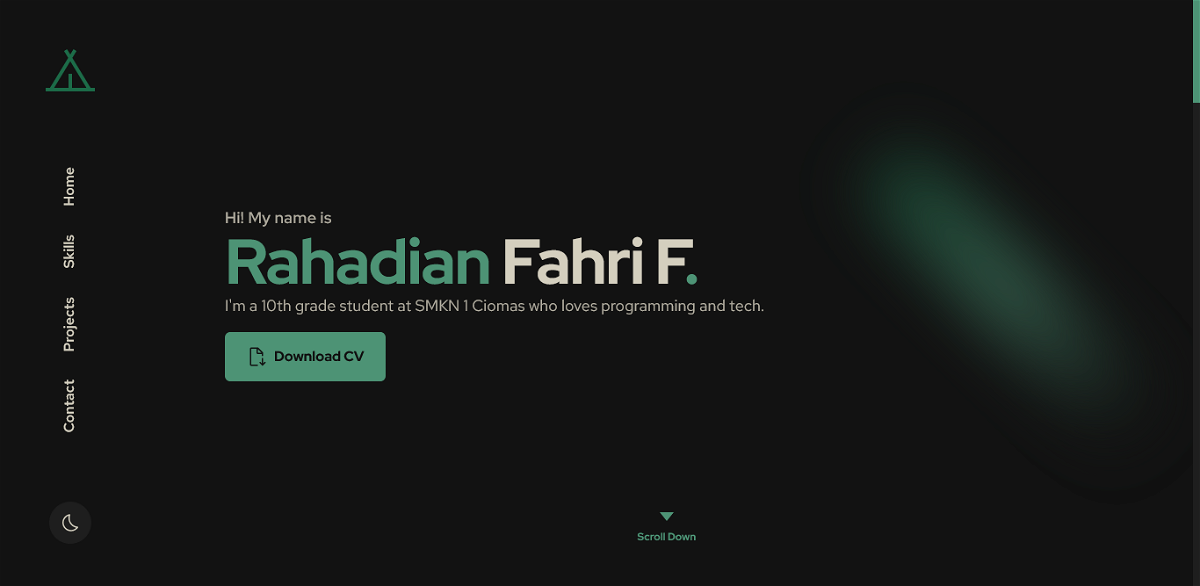 Home
Skills
Projects
Contact
Hi! My name is
Rahadian Fahri F.
I'm a 10th grade student at SMKN 1 Ciomas who loves programming and tech.
Download CV
Scroll Down